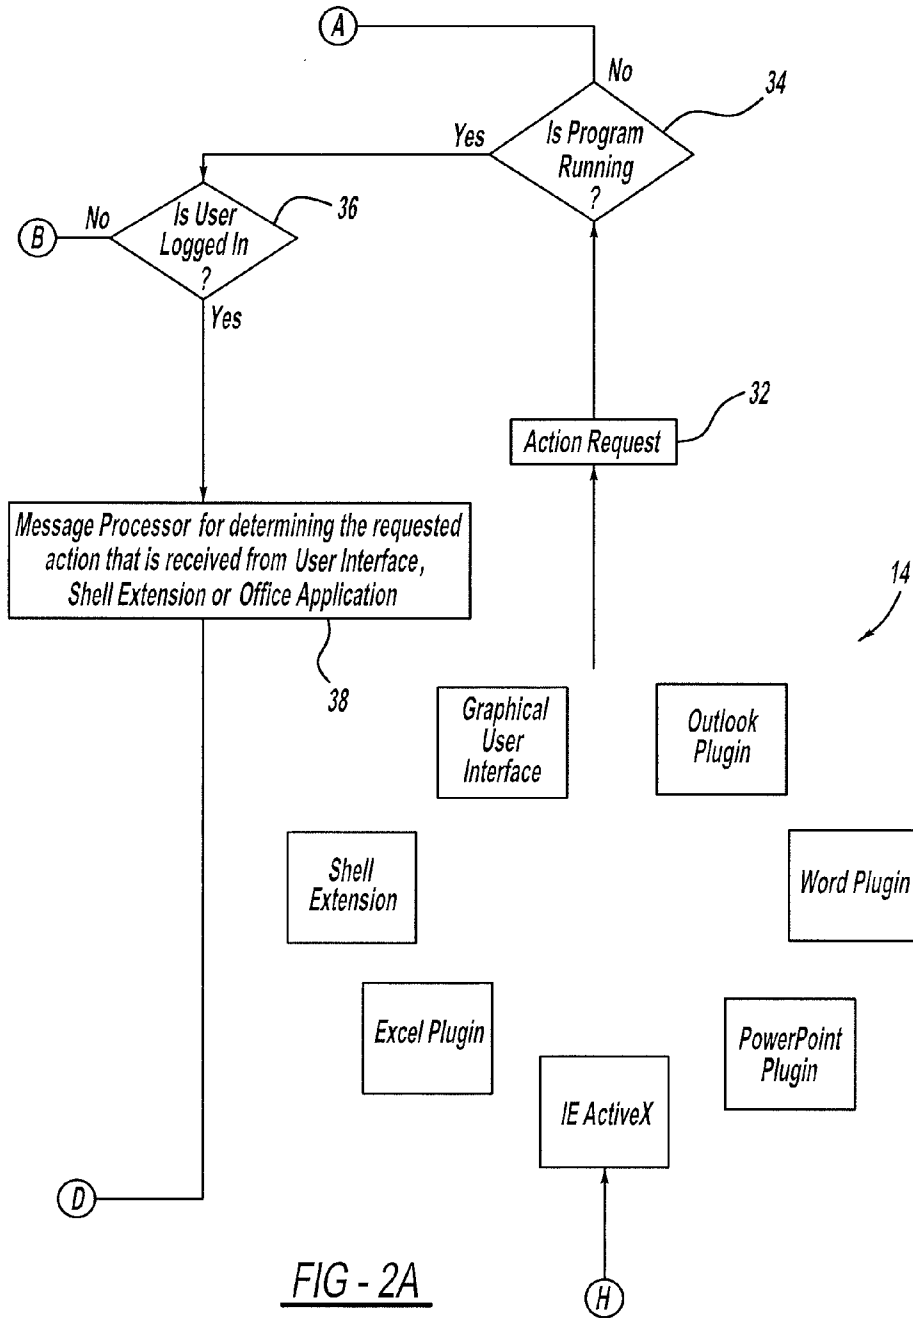 A
No
34
Is Program
Running
?
Yes
Is User
Logged In
?
36
No
B
Yes
32
Action Request
Message Processor for determining the requested
action that is received from User Interface,
Shell Extension or Office Application
38
14
Graphical
User
Interface
Outlook
Plugin
Shell
Extension
Word Plugin
Excel Plugin
PowerPoint
Plugin
IE ActiveX
D
H
FIG - 2A